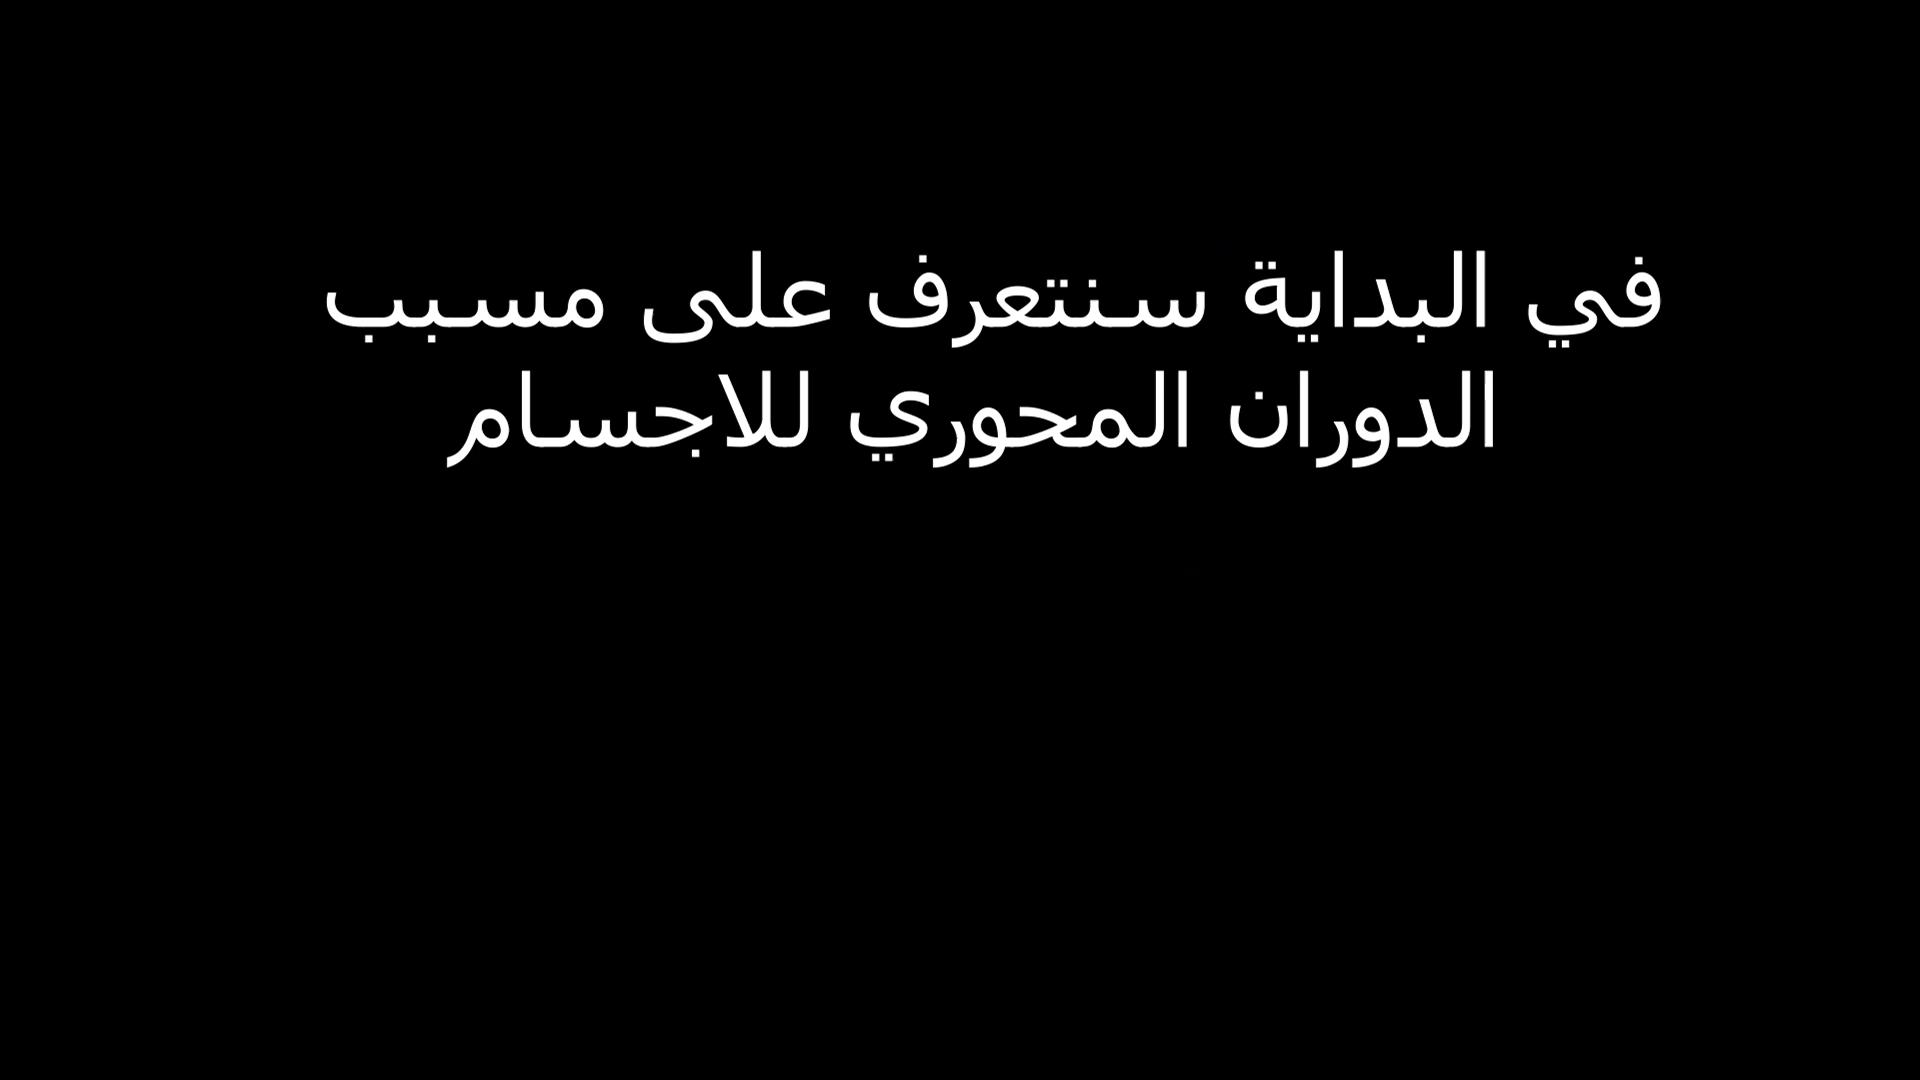 في البداية سنتعرف على مسبب
الدوران المحوري للاجسام